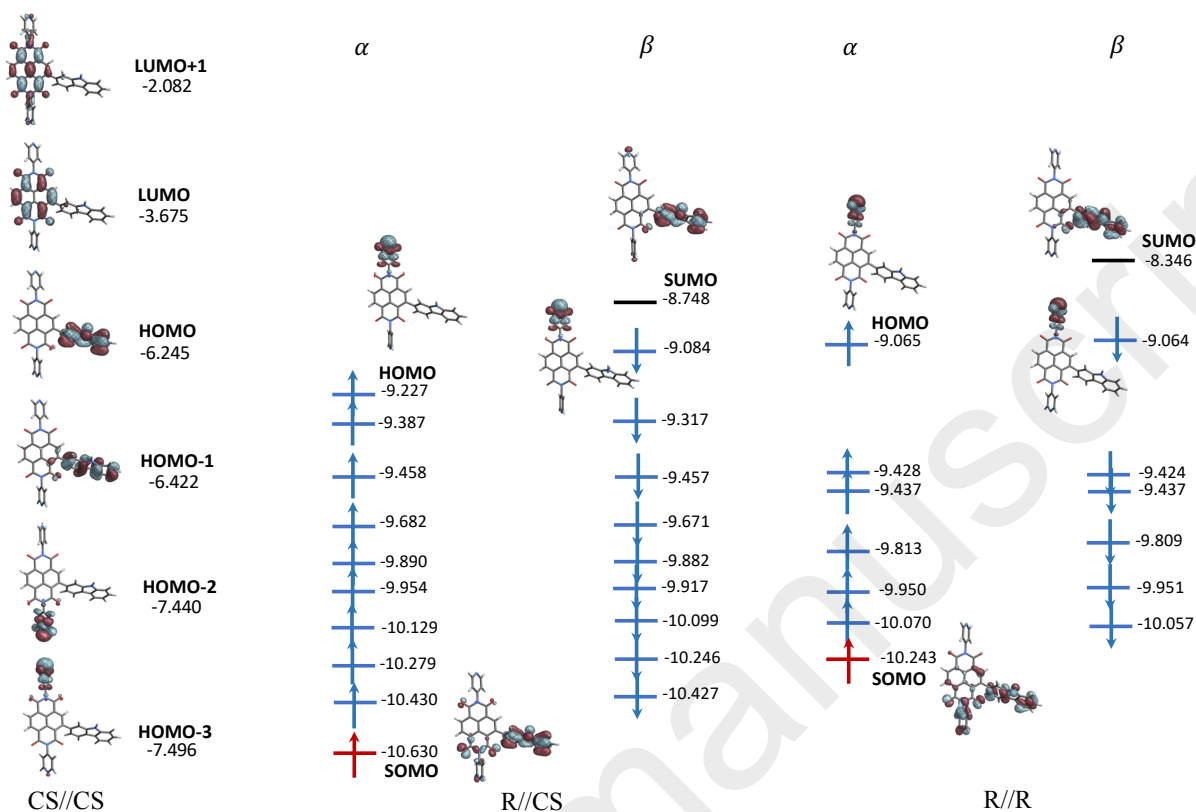 α
β
α
β
LUMO+1
-2.082
LUMO
-3.675
HOMO
-6.245
HOMO-1
-6.422
HOMO-2
-7.440
HOMO-3
-7.496
CS//CS
HOMO
-9.227
-9.387
-9.458
-9.682
-9.890
-9.954
-10.129
-10.279
-10.430
-10.630
SOMO
SUMO
-8.748
-9.084
-9.317
-9.457
-9.671
-9.882
-9.917
-10.099
-10.246
-10.427
R//CS
HOMO
-9.065
-9.428
-9.437
-9.813
-9.950
-10.070
-10.243
SOMO
SUMO
-8.346
-9.064
-9.424
-9.437
-9.809
-9.951
-10.057
R//R
manuscrip